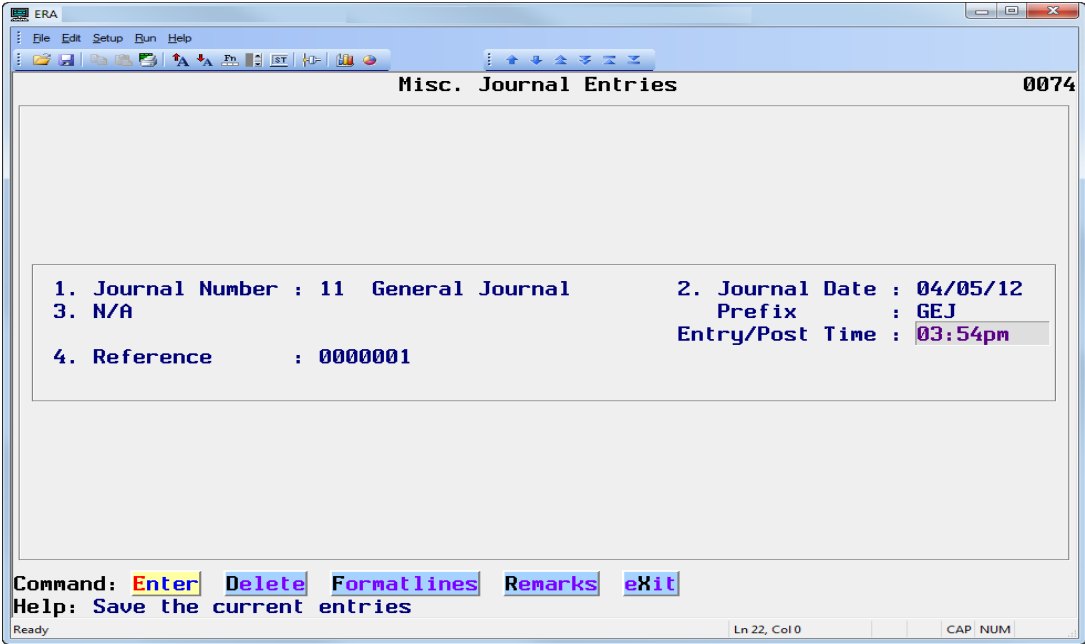 ERA
File Edit Setup Run Help
Fn ST
Misc. Journal Entries 0074
1. Journal Number : 11 General Journal 2. Journal Date : 04/05/12
3. N/A Prefix : GEJ
Entry/Post Time : 03:54pm
4. Reference : 0000001
Command: Enter Delete Formatlines Remarks eXit
Help: Save the current entries
Ready Ln 22, Col 0 CAP NUM